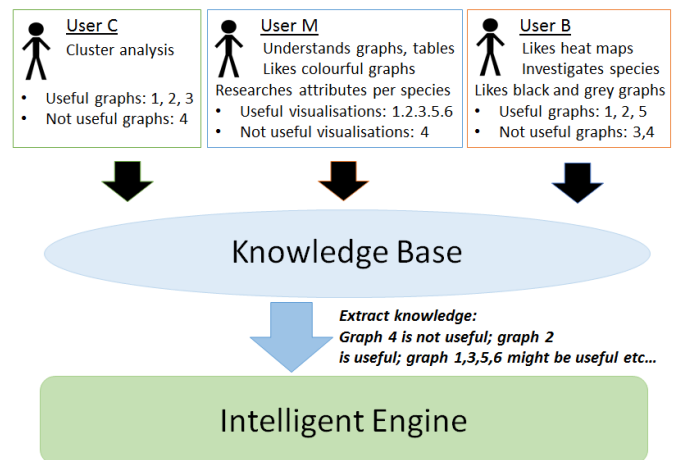 User C
Cluster analysis
• Useful graphs: 1, 2, 3
• Not useful graphs: 4
User M
Understands graphs, tables
Likes colourful graphs
Researches attributes per species
• Useful visualisations: 1.2.3.5.6
• Not useful visualisations: 4
User B
Likes heat maps
Investigates species
Likes black and grey graphs
• Useful graphs: 1, 2, 5
• Not useful graphs: 3,4
Knowledge Base
Extract knowledge:
Graph 4 is not useful; graph 2
is useful; graph 1,3,5,6 might be useful etc...
Intelligent Engine